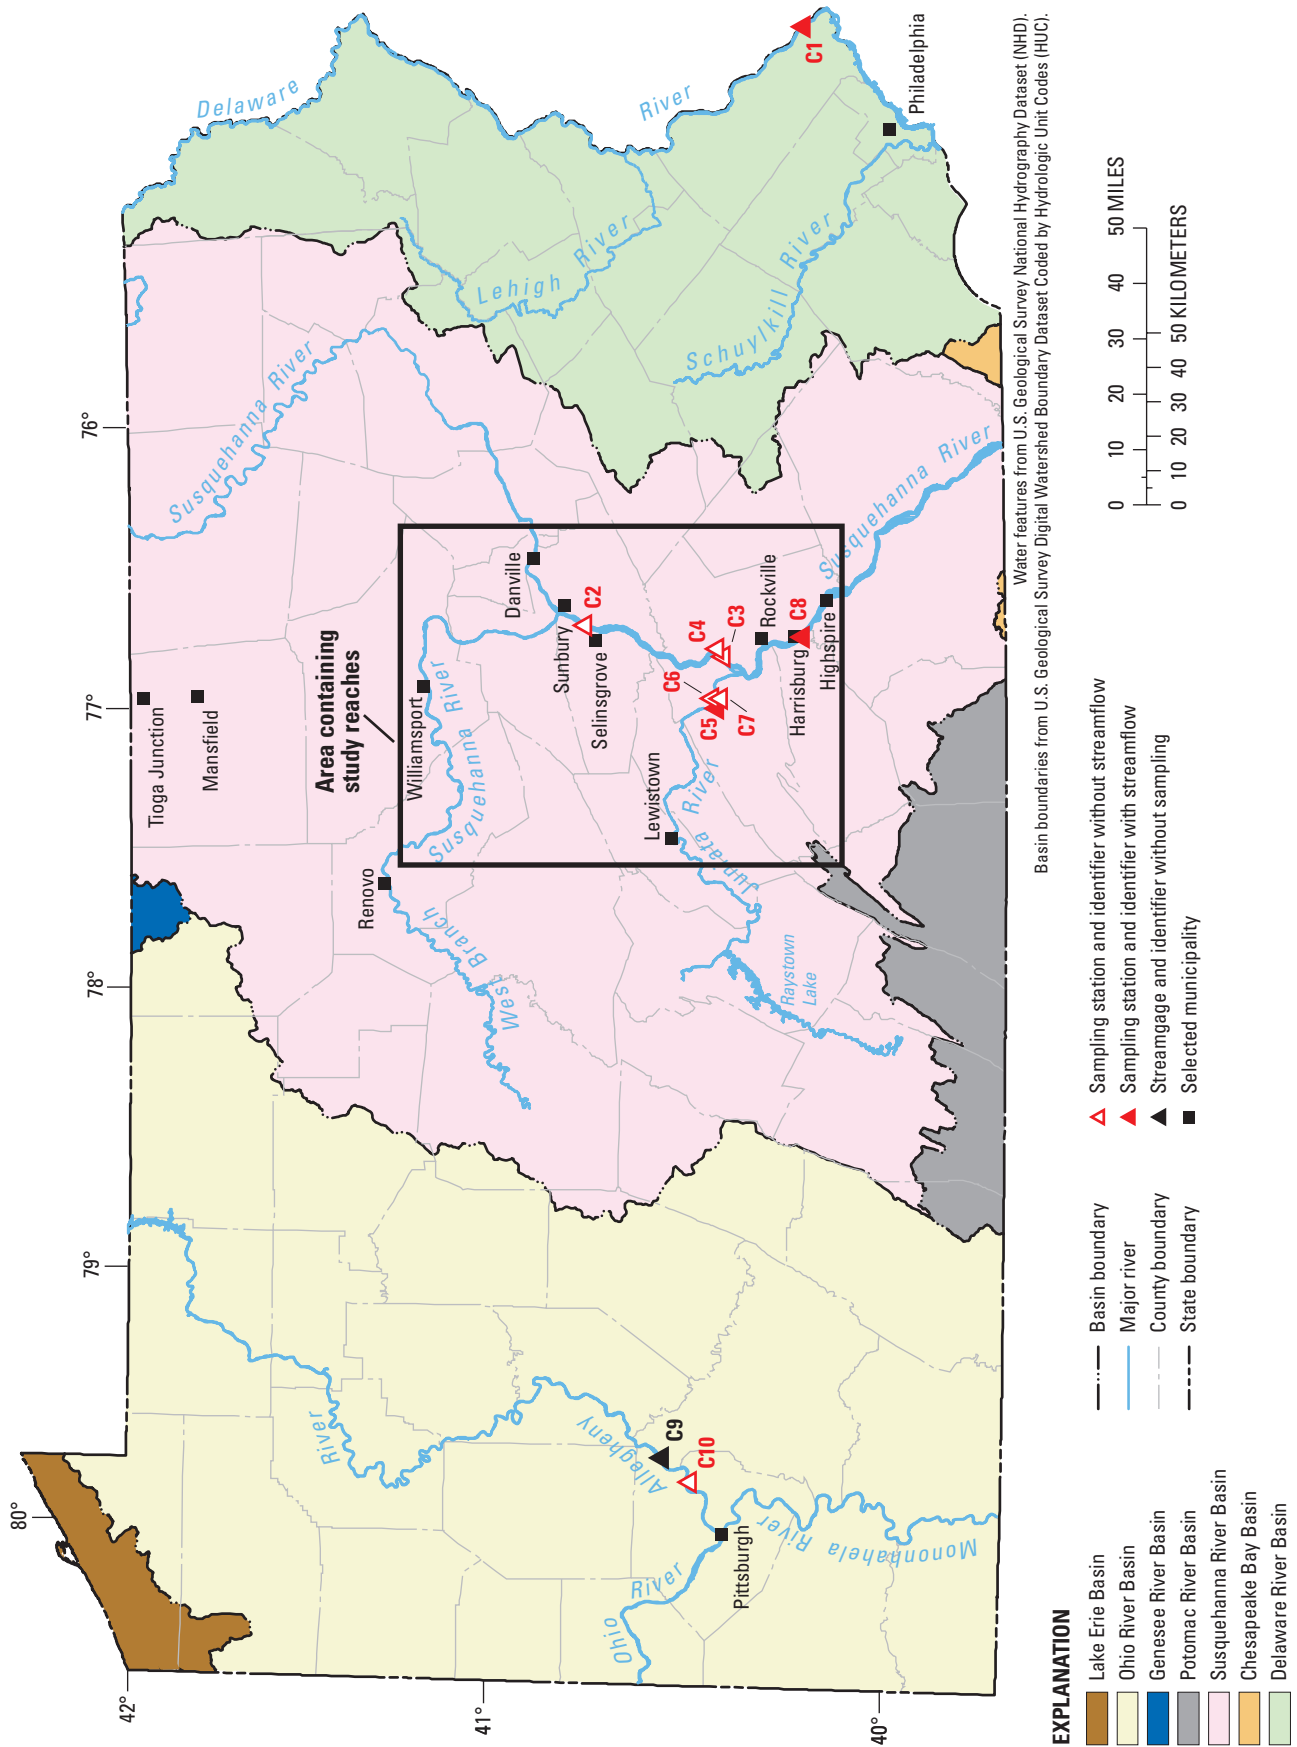 80°
79°
78°
77°
76°
42°
41°
40°
Tioga Junction
Mansfield
Area containing
study reaches
Renovo
Williamsport
Danville
Sunbury
Selinsgrove
Lewistown
Rockville
Harrisburg
Highspire
Philadelphia
Pittsburgh
C1
C2
C3
C4
C5
C6
C7
C8
C9
C10
Delaware
River
Lehigh River
Schuylkill River
Susquehanna River
West Branch
Susquehanna River
Juniata River
Raystown
Lake
Susquehanna River
River
Allegheny
Ohio River
Mononhahela River
Water features from U.S. Geological Survey National Hydrography Dataset (NHD).
Basin boundaries from U.S. Geological Survey Digital Watershed Boundary Dataset Coded by Hydrologic Unit Codes (HUC).
0 10 20 30 40 50 MILES
0 10 20 30 40 50 KILOMETERS
EXPLANATION
Lake Erie Basin
Ohio River Basin
Genesee River Basin
Potomac River Basin
Susquehanna River Basin
Chesapeake Bay Basin
Delaware River Basin
Basin boundary
Major river
County boundary
State boundary
Sampling station and identifier without streamflow
Sampling station and identifier with streamflow
Streamgage and identifier without sampling
Selected municipality